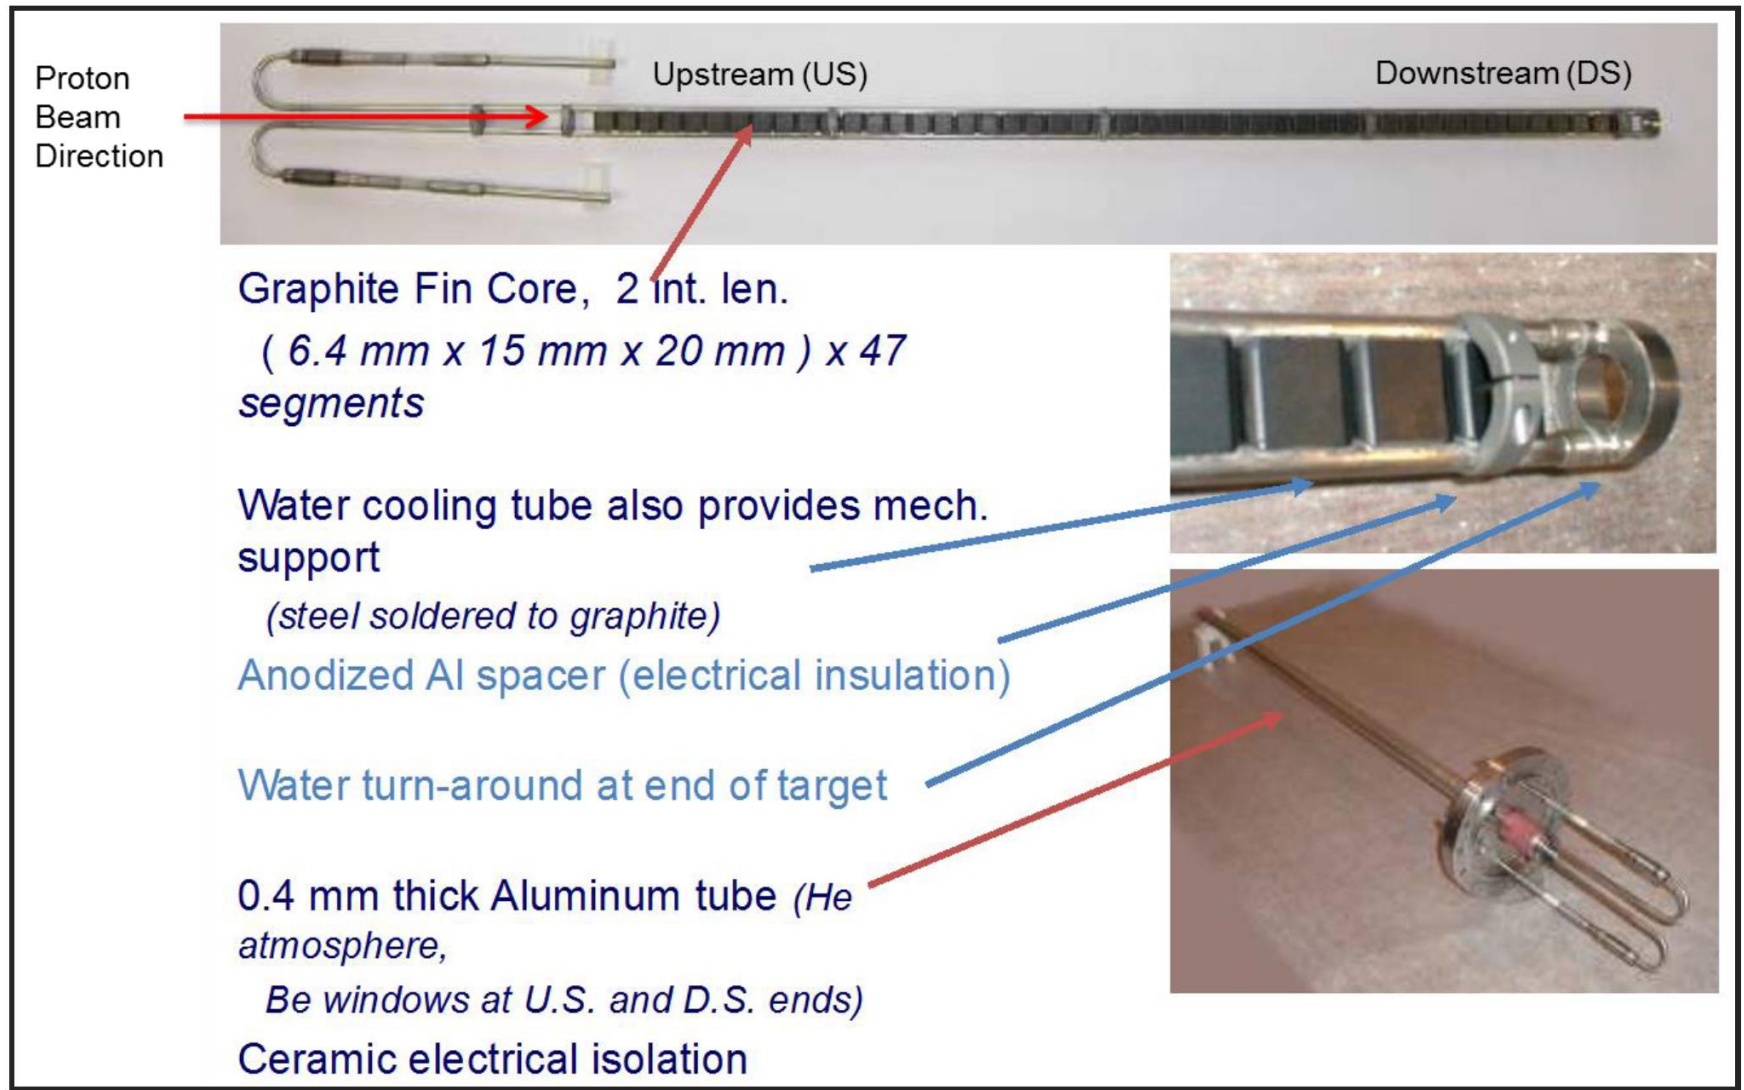 Proton
Beam
Direction
Upstream (US)
Downstream (DS)
Graphite Fin Core, 2 int. len.
( 6.4 mm x 15 mm x 20 mm ) x 47
segments
Water cooling tube also provides mech.
support
(steel soldered to graphite)
Anodized Al spacer (electrical insulation)
Water turn-around at end of target
0.4 mm thick Aluminum tube (He
atmosphere,
Be windows at U.S. and D.S. ends)
Ceramic electrical isolation